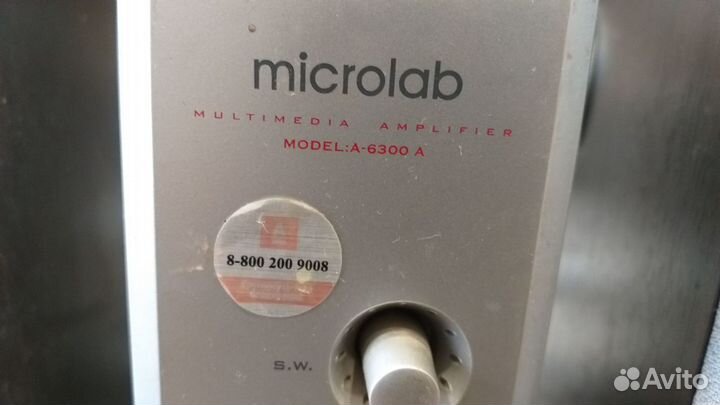 microlab
MULTIMEDIA AMPLIFIER
MODEL:A-6300 A
8-800 200 9008
S.W.
Avito